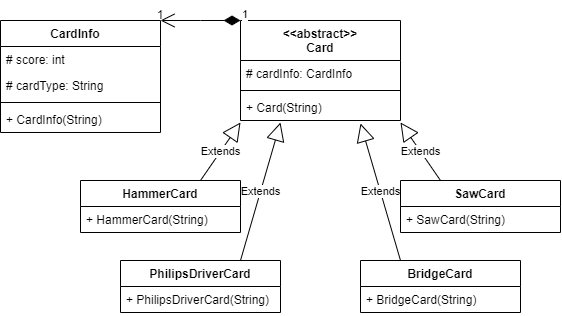 1
1
CardInfo
# score: int
# cardType: String
+ CardInfo(String)
<<abstract>>
Card
# cardInfo: CardInfo
+ Card(String)
Extends
Extends
Extends
Extends
HammerCard
+ HammerCard(String)
SawCard
+ SawCard(String)
PhilipsDriverCard
+ PhilipsDriverCard(String)
BridgeCard
+ BridgeCard(String)